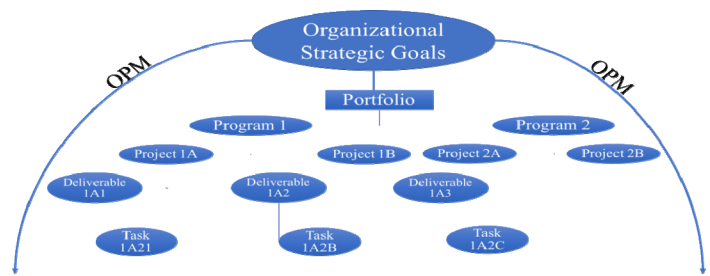 Organizational
Strategic Goals
OPM
OPM
Portfolio
Program 1
Program 2
Project 1A
Project 1B
Project 2A
Project 2B
Deliverable
1A1
Deliverable
1A2
Deliverable
1A3
Task
1A21
Task
1A2B
Task
1A2C